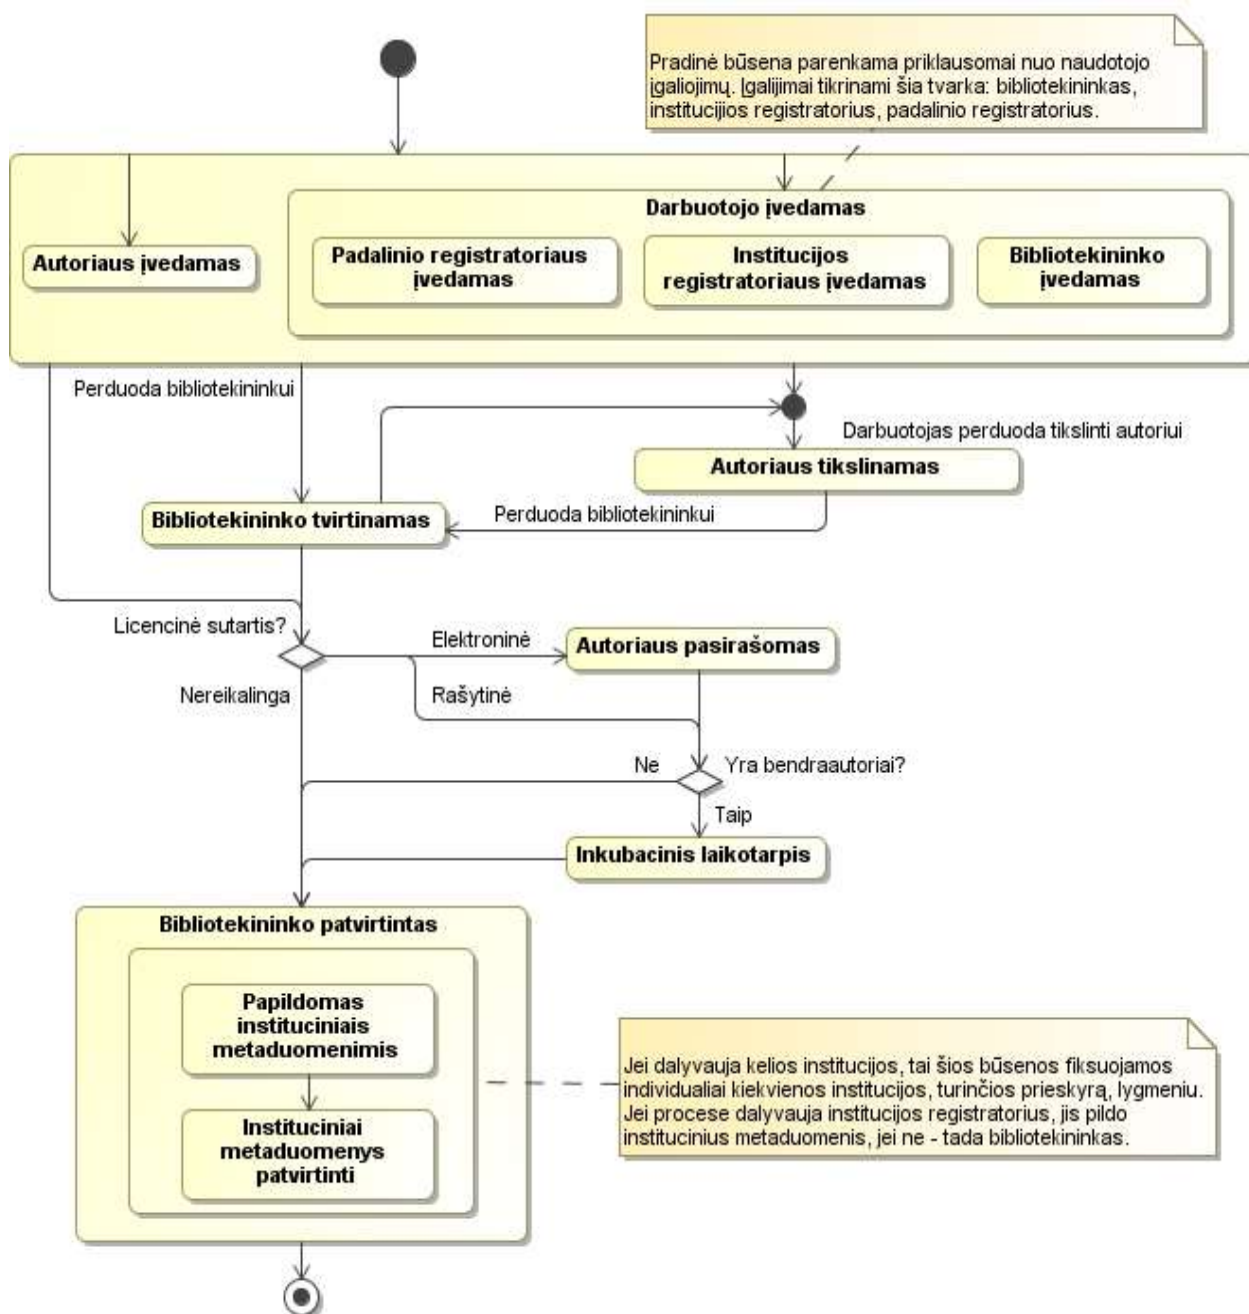 Pradinė būsena parenkama priklausomai nuo naudotojo
įgaliojimų. Įgalijimai tikrinami šia tvarka: bibliotekininkas,
institucijios registratorius, padalinio registratorius.
Darbuotojo įvedamas
Autoriaus įvedamas
Padalinio registratoriaus
įvedamas
Institucijos
registratoriaus įvedamas
Bibliotekininko
įvedamas
Perduoda bibliotekininkui
Darbuotojas perduoda tikslinti autoriui
Autoriaus tikslinamas
Bibliotekininko tvirtinamas
Perduoda bibliotekininkui
Licencinė sutartis?
Elektroninė
Autoriaus pasirašomas
Nereikalinga
Rašytinė
Ne
Yra bendraautoriai?
Taip
Inkubacinis laikotarpis
Bibliotekininko patvirtintas
Papildomas
instituciniais
metaduomenimis
Instituciniai
metaduomenys
patvirtinti
Jei dalyvauja kelios institucijos, tai šios būsenos fiksuojamos
individualiai kiekvienos institucijos, turinčios prieskyrą, lygmeniu.
Jei procese dalyvauja institucijos registratorius, jis pildo
institucinius metaduomenis, jei ne - tada bibliotekininkas.